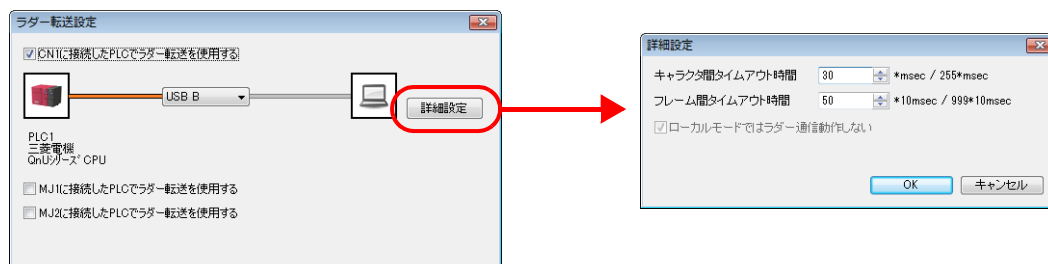 ラダー転送設定
CN1に接続したPLCでラダー転送を使用する
USB B
詳細設定
PLC1
三菱電機
QnUシリーズ CPU
MJ1に接続したPLCでラダー転送を使用する
MJ2に接続したPLCでラダー転送を使用する
詳細設定
キャラクタ間タイムアウト時間 30 *msec / 255*msec
フレーム間タイムアウト時間 50 *10msec / 999*10msec
ローカルモードではラダー通信動作しない
OK キャンセル